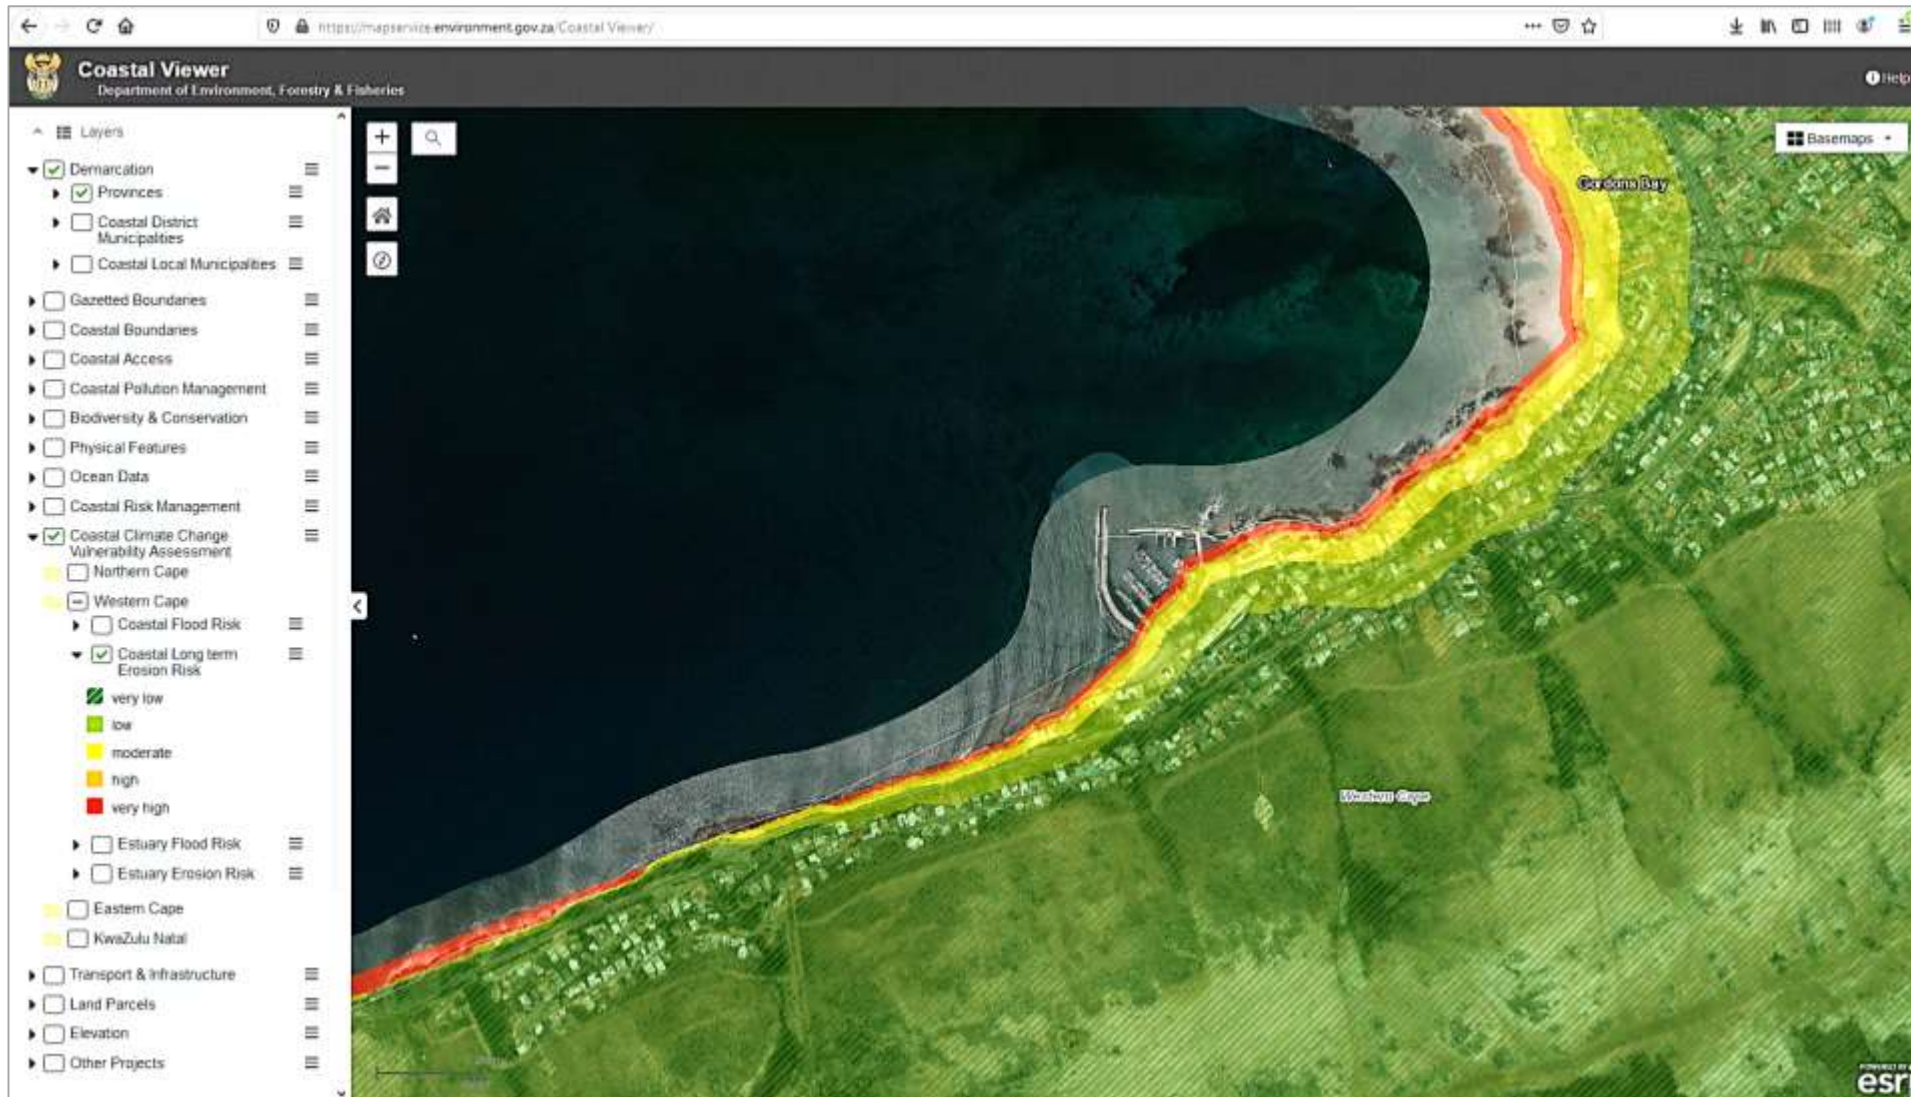 https://mapservice.environment.gov.za/Coastal Viewer/
Coastal Viewer
Department of Environment, Forestry & Fisheries
Help
Layers
Demarcation
Provinces
Coastal District
Municipalities
Coastal Local Municipalities
Gazetted Boundaries
Coastal Boundaries
Coastal Access
Coastal Pollution Management
Biodiversity & Conservation
Physical Features
Ocean Data
Coastal Risk Management
Coastal Climate Change
Vulnerability Assessment
Northern Cape
Western Cape
Coastal Flood Risk
Coastal Long term
Erosion Risk
very low
low
moderate
high
very high
Estuary Flood Risk
Estuary Erosion Risk
Eastern Cape
KwaZulu Natal
Transport & Infrastructure
Land Parcels
Elevation
Other Projects
Basemaps
Gordons Bay
Western Cape
POWERED BY
esri